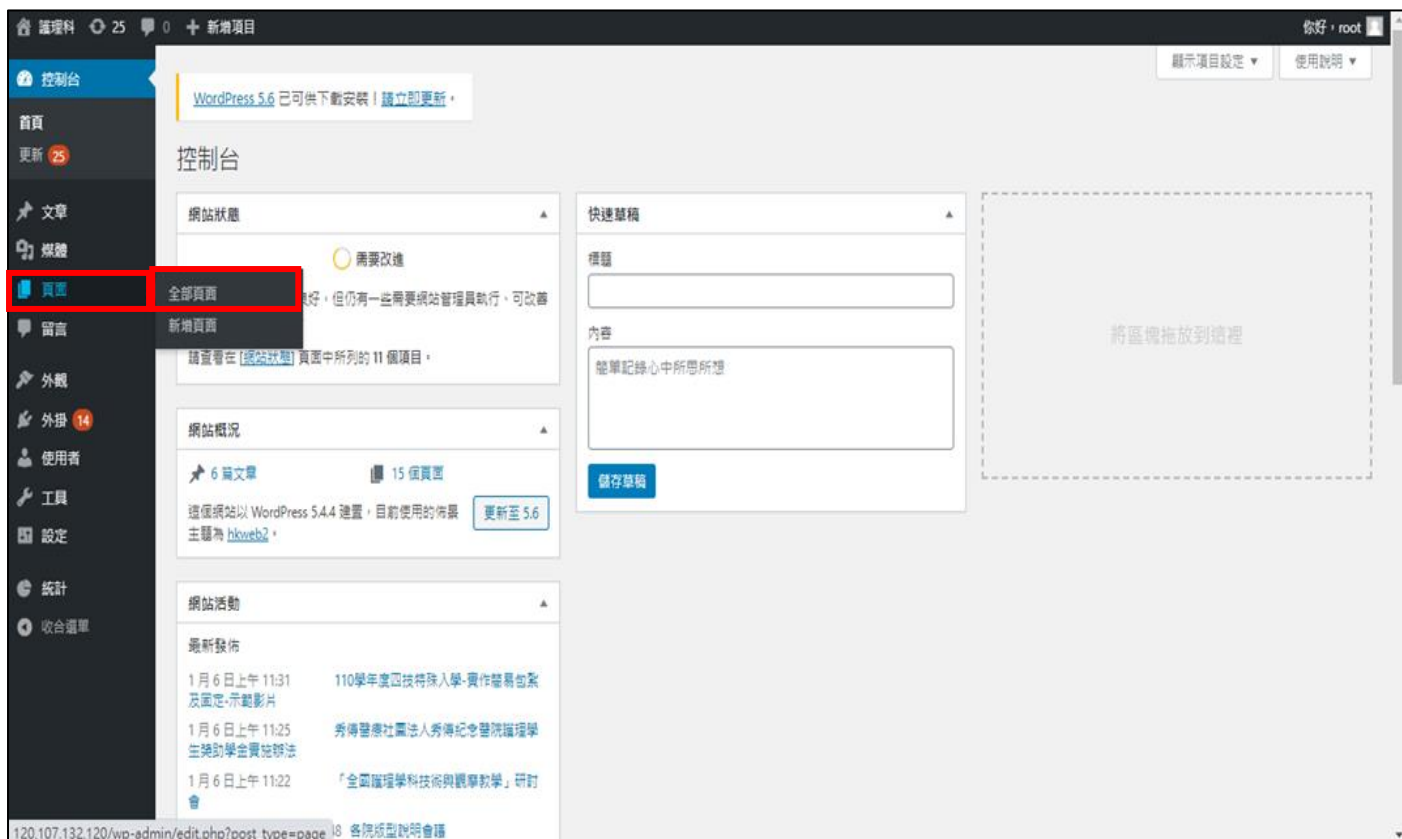 護理科 25 0 新增項目
你好，root
顯示項目設定 ▼
使用說明 ▼
控制台
首頁
更新 25
文章
媒體
頁面
全部頁面
新增頁面
留言
外觀
外掛 14
使用者
工具
設定
統計
收合選單
WordPress 5.6 已可供下載安裝！請立即更新。
控制台
網站狀態
需要改進
良好，但仍有一些需要網站管理員執行、可改善
請查看在 [網站狀態] 頁面中所列的 11 個項目。
網站概況
6 篇文章
15 個頁面
這個網站以 WordPress 5.4.4 建置，目前使用的佈景
主題為 hkweb2。
更新至 5.6
網站活動
最新發佈
1 月 6 日上午 11:31 110學年度四技特殊入學-實作簡易包紮
及固定-示範影片
1 月 6 日上午 11:25 秀傳醫療社團法人秀傳紀念醫院護理學
生獎助學金實施辦法
1 月 6 日上午 11:22 「全國護理學科技術與觀摩教學」研討
會
8 各院版型說明會議
快速草稿
標題
內容
簡單記錄心中所思所想
儲存草稿
將區塊拖放到這裡
120.107.132.120/wp-admin/edit.php?post_type=page